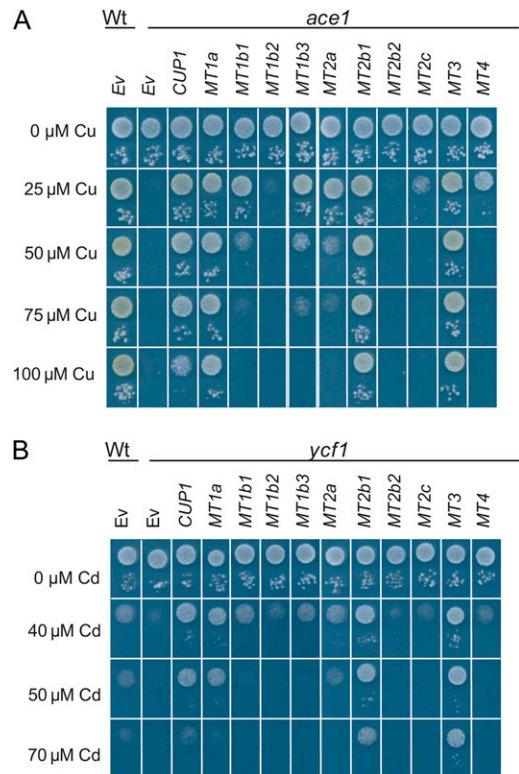 A
Wt ace1
Ev Ev CUP1 MT1a MT1b1 MT1b2 MT1b3 MT2a MT2b1 MT2b2 MT2c MT3 MT4
0 µM Cu
25 µM Cu
50 µM Cu
75 µM Cu
100 µM Cu
B
Wt ycf1
Ev Ev CUP1 MT1a MT1b1 MT1b2 MT1b3 MT2a MT2b1 MT2b2 MT2c MT3 MT4
0 µM Cd
40 µM Cd
50 µM Cd
70 µM Cd